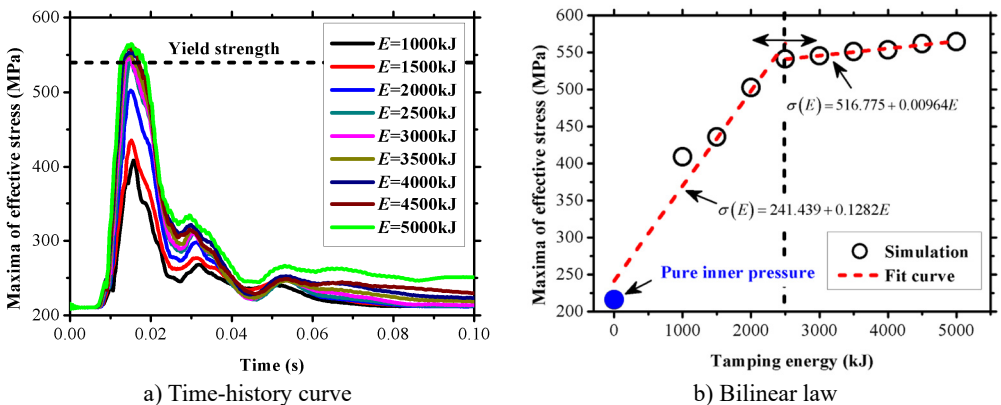 Maxima of effective stress (MPa)
600
500
400
300
200
Yield strength
E=1000kJ
E=1500kJ
E=2000kJ
E=2500kJ
E=3000kJ
E=3500kJ
E=4000kJ
E=4500kJ
E=5000kJ
0.00 0.02 0.04 0.06 0.08 0.10
Time (s)
a) Time-history curve
Maxima of effective stress (MPa)
600
550
500
450
400
350
300
250
200
σ(E)=516.775+0.00964E
σ(E)=241.439+0.1282E
Pure inner pressure
Simulation
Fit curve
0 1000 2000 3000 4000 5000
Tamping energy (kJ)
b) Bilinear law